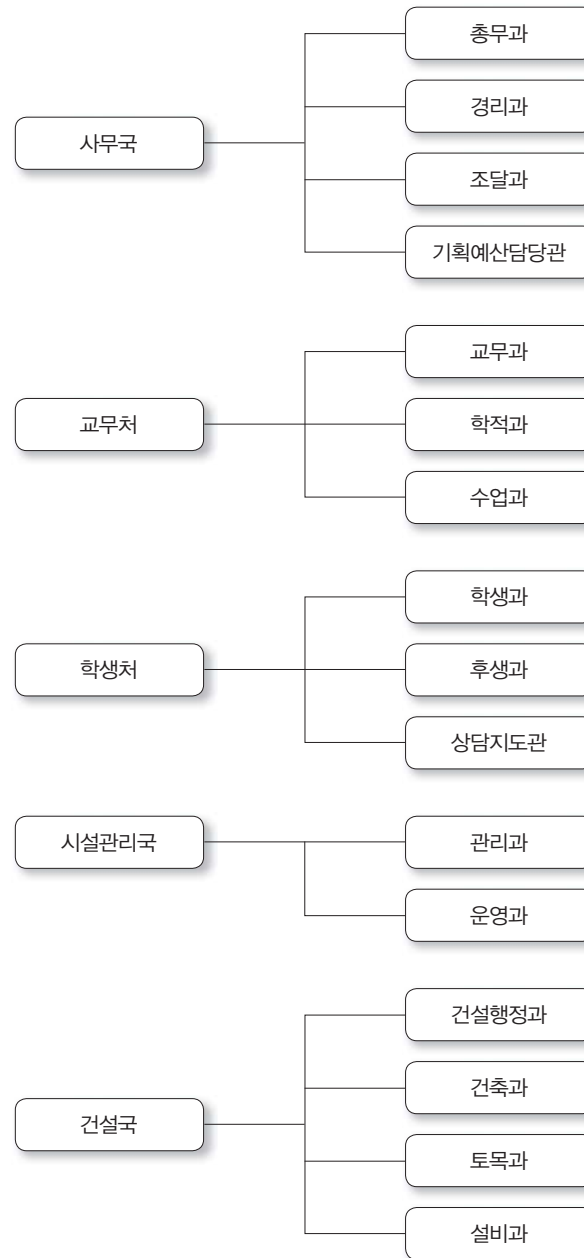 총무과
경리과
사무국
조달과
기획예산담당관
교무과
교무처
학적과
수업과
학생과
학생처
후생과
상담지도관
시설관리국
관리과
운영과
건설행정과
건축과
건설국
토목과
설비과